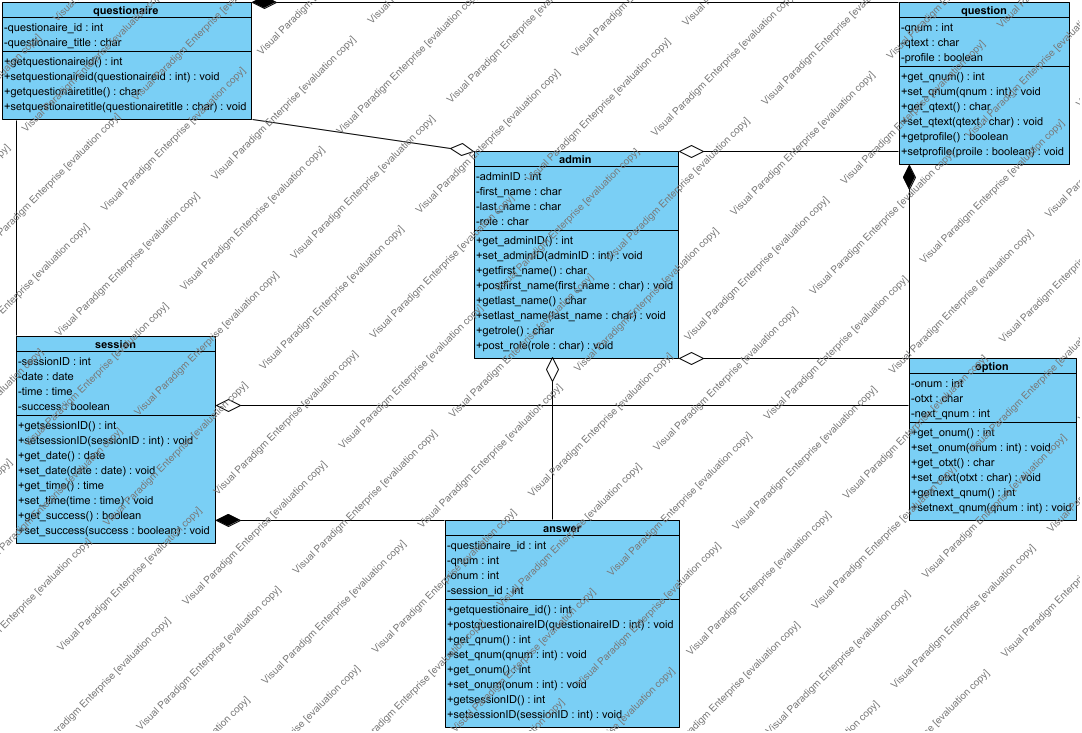 questionaire
-questionaire_id : int
-questionaire_title : char
+getquestionaireid() : int
+setquestionaireid(questionaireid : int) : void
+getquestionairetitle() : char
+setquestionairetitle(questionairetitle : char) : void
question
-qnum : int
-qtext : char
-profile : boolean
+get_qnum() : int
+set_qnum(qnum : int) : void
+get_qtext() : char
+set_qtext(qtext : char) : void
+getprofile() : boolean
+setprofile(proile : boolean) : void
admin
-adminID : int
-first_name : char
-last_name : char
-role : char
+get_adminID() : int
+set_adminID(adminID : int) : void
+getfirst_name() : char
+postfirst_name(first_name : char) : void
+getlast_name() : char
+setlast_name(last_name : char) : void
+getrole() : char
+post_role(role : char) : void
session
-sessionID : int
-date : date
-time : time
-success : boolean
+getsessionID() : int
+setsessionID(sessionID : int) : void
+get_date() : date
+set_date(date : date) : void
+get_time() : time
+set_time(time : time) : void
+get_success() : boolean
+set_success(success : boolean) : void
option
-onum : int
-otxt : char
-next_qnum : int
+get_onum() : int
+set_onum(onum : int) : void
+get_otxt() : char
+set_otxt(otxt : char) : void
+getnext_qnum() : int
+setnext_qnum(qnum : int) : void
answer
-questionaire_id : int
-qnum : int
-onum : int
-session_id : int
+getquestionaire_id() : int
+postquestionaireID(questionaireID : int) : void
+get_qnum() : int
+set_qnum(qnum : int) : void
+get_onum() : int
+set_onum(onum : int) : void
+getsessionID() : int
+setsessionID(sessionID : int) : void
Visual Paradigm Enterprise [evaluation copy]